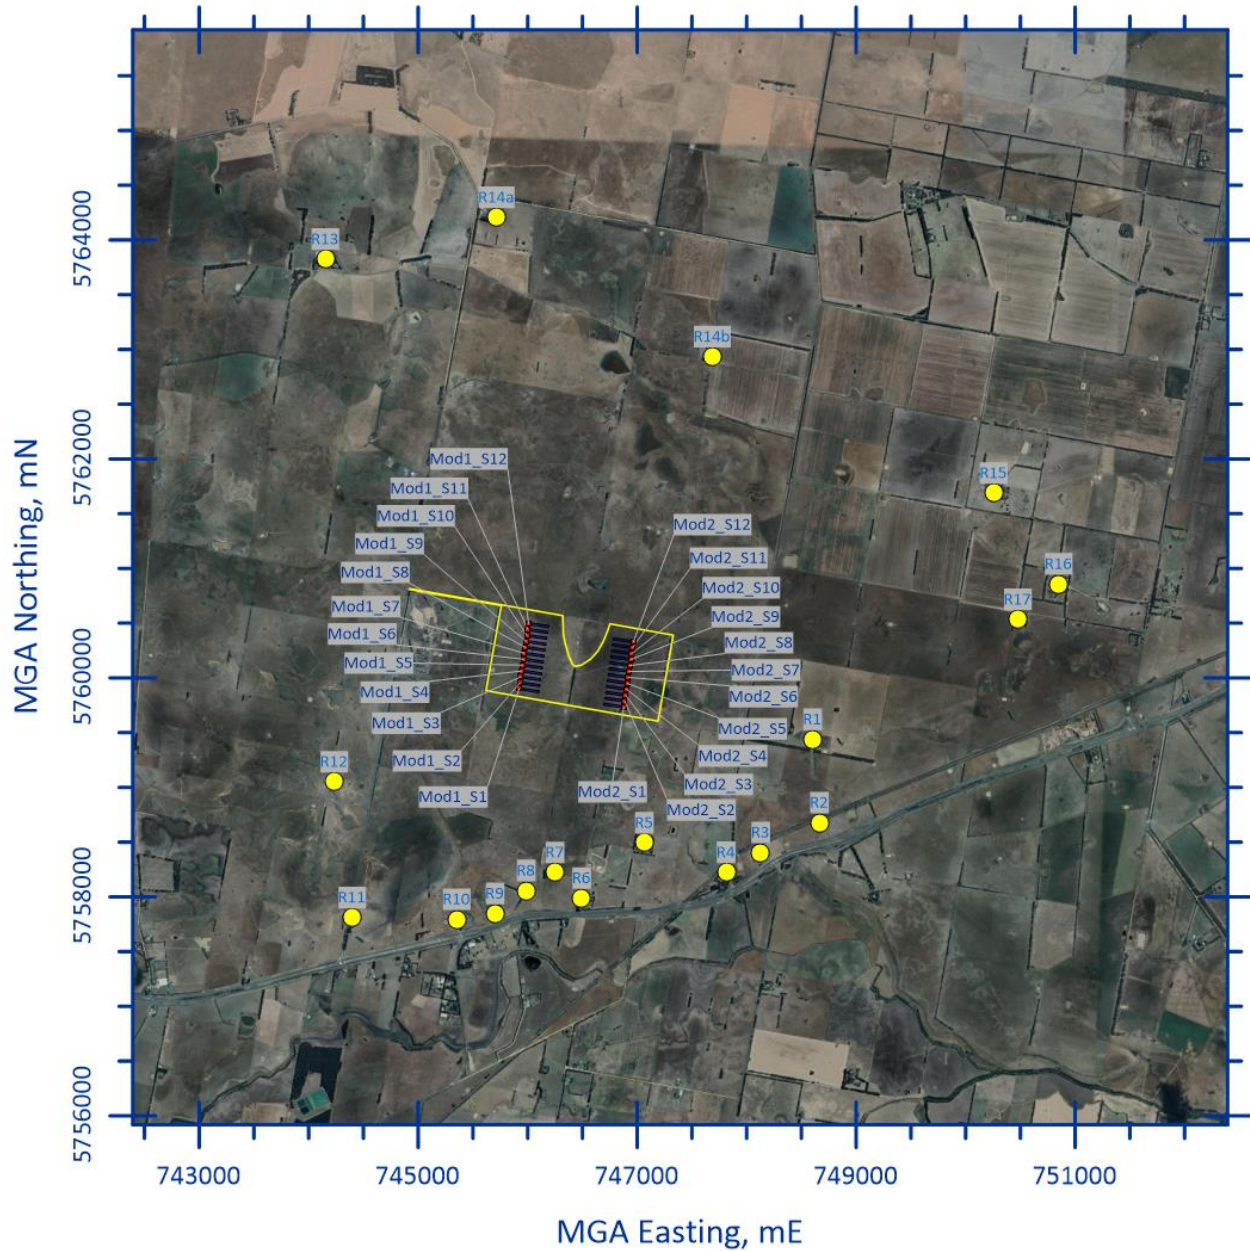 R14a
R13
R14b
Mod1_S12
R15
Mod1_S11
Mod1_S10
Mod2_S12
Mod1_S9
Mod2_S11
R16
Mod1_S8
Mod2_S10
R17
Mod1_S7
Mod2_S9
Mod1_S6
Mod2_S8
Mod1_S5
Mod2_S7
Mod1_S4
Mod2_S6
Mod1_S3
R1
Mod2_S5
Mod1_S2
Mod2_S4
R12
Mod2_S3
Mod2_S1
Mod1_S1
Mod2_S2
R2
R5
R3
R7
R4
R8
R6
R11
R10
R9
5764000
5762000
5760000
5758000
5756000
MGA Northing, mN
743000
745000
747000
749000
751000
MGA Easting, mE